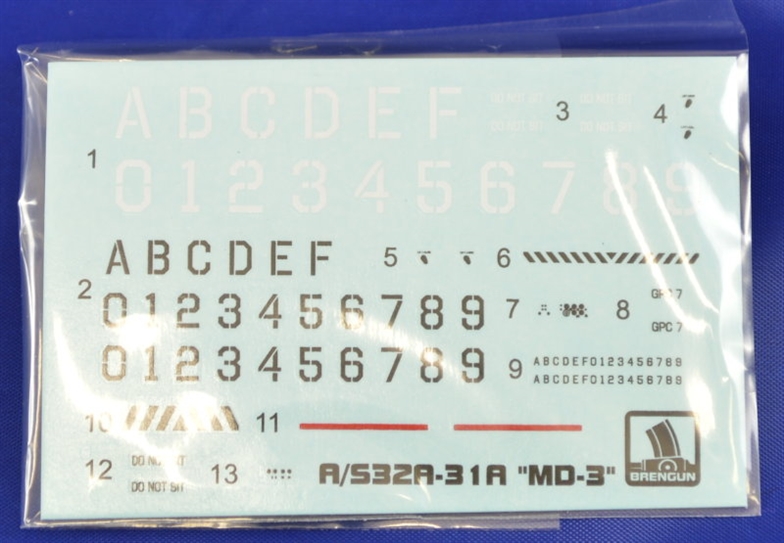 A B C D E F
DO NOT SIT DO NOT SIT
3
4
1
0 1 2 3 4 5 6 7 8 9
A B C D E F
5
6
2
0 1 2 3 4 5 6 7 8 9
7
8
GPC 7
GPC 7
0 1 2 3 4 5 6 7 8 9
9
ABCDEF0123456789
ABCDEF0123456789
10
11
12
DO NOT SIT
DO NOT SIT
13
A/S32A-31A "MD-3"
BRENGUN